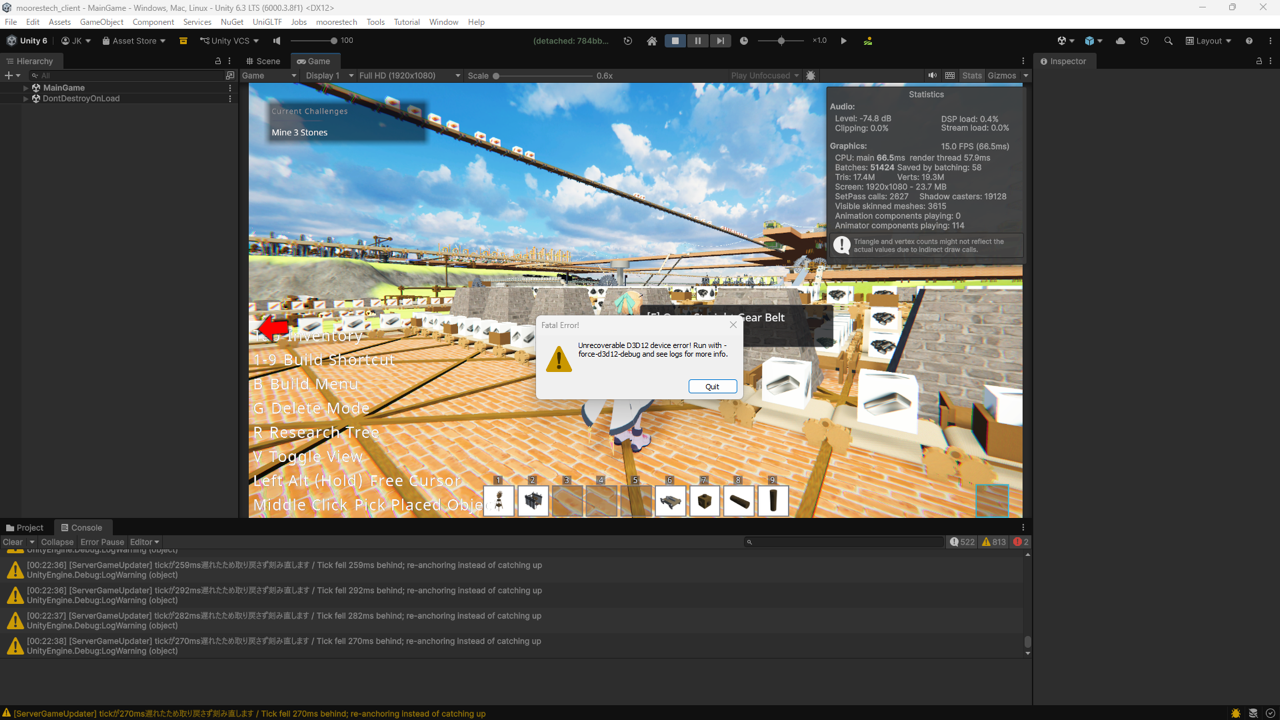 moorestech_client - MainGame - Windows, Mac, Linux - Unity 6.3 LTS (6000.3.8f1) <DX12>
File Edit Assets GameObject Component Services NuGet UniGLTF Jobs moorestech Tools Tutorial Window Help
Unity 6 JK Asset Store Unity VCS 100 (detached: 784bb... ×1.0 Layout
Hierarchy Scene Game Inspector
All Game Display 1 Full HD (1920x1080) Scale 0.6x Play Unfocused Stats Gizmos
MainGame
DontDestroyOnLoad
Current Challenges
Mine 3 Stones
Statistics
Audio:
Level: -74.8 dB DSP load: 0.4%
Clipping: 0.0% Stream load: 0.0%
Graphics: 15.0 FPS (66.5ms)
CPU: main 66.5ms render thread 57.9ms
Batches: 51424 Saved by batching: 58
Tris: 17.4M Verts: 19.3M
Screen: 1920x1080 - 23.7 MB
SetPass calls: 2627 Shadow casters: 19128
Visible skinned meshes: 3615
Animation components playing: 0
Animator components playing: 114
Triangle and vertex counts might not reflect the
actual values due to indirect draw calls.
Gear Belt
Fatal Error!
Unrecoverable D3D12 device error! Run with -
force-d3d12-debug and see logs for more info.
Quit
Inventory
1-9 Build Shortcut
B Build Menu
G Delete Mode
R Research Tree
V Toggle View
Left Alt (Hold) Free Cursor
Middle Click Pick Placed Obje
1 2 3 4 5 6 7 8 9
Project Console
Clear Collapse Error Pause Editor 522 813 2
UnityEngine.Debug:LogWarning (object)
[00:22:36] [ServerGameUpdater] tickが259ms遅れたため取り戻さず刻み直します / Tick fell 259ms behind; re-anchoring instead of catching up
UnityEngine.Debug:LogWarning (object)
[00:22:36] [ServerGameUpdater] tickが292ms遅れたため取り戻さず刻み直します / Tick fell 292ms behind; re-anchoring instead of catching up
UnityEngine.Debug:LogWarning (object)
[00:22:37] [ServerGameUpdater] tickが282ms遅れたため取り戻さず刻み直します / Tick fell 282ms behind; re-anchoring instead of catching up
UnityEngine.Debug:LogWarning (object)
[00:22:38] [ServerGameUpdater] tickが270ms遅れたため取り戻さず刻み直します / Tick fell 270ms behind; re-anchoring instead of catching up
UnityEngine.Debug:LogWarning (object)
[ServerGameUpdater] tickが270ms遅れたため取り戻さず刻み直します / Tick fell 270ms behind; re-anchoring instead of catching up